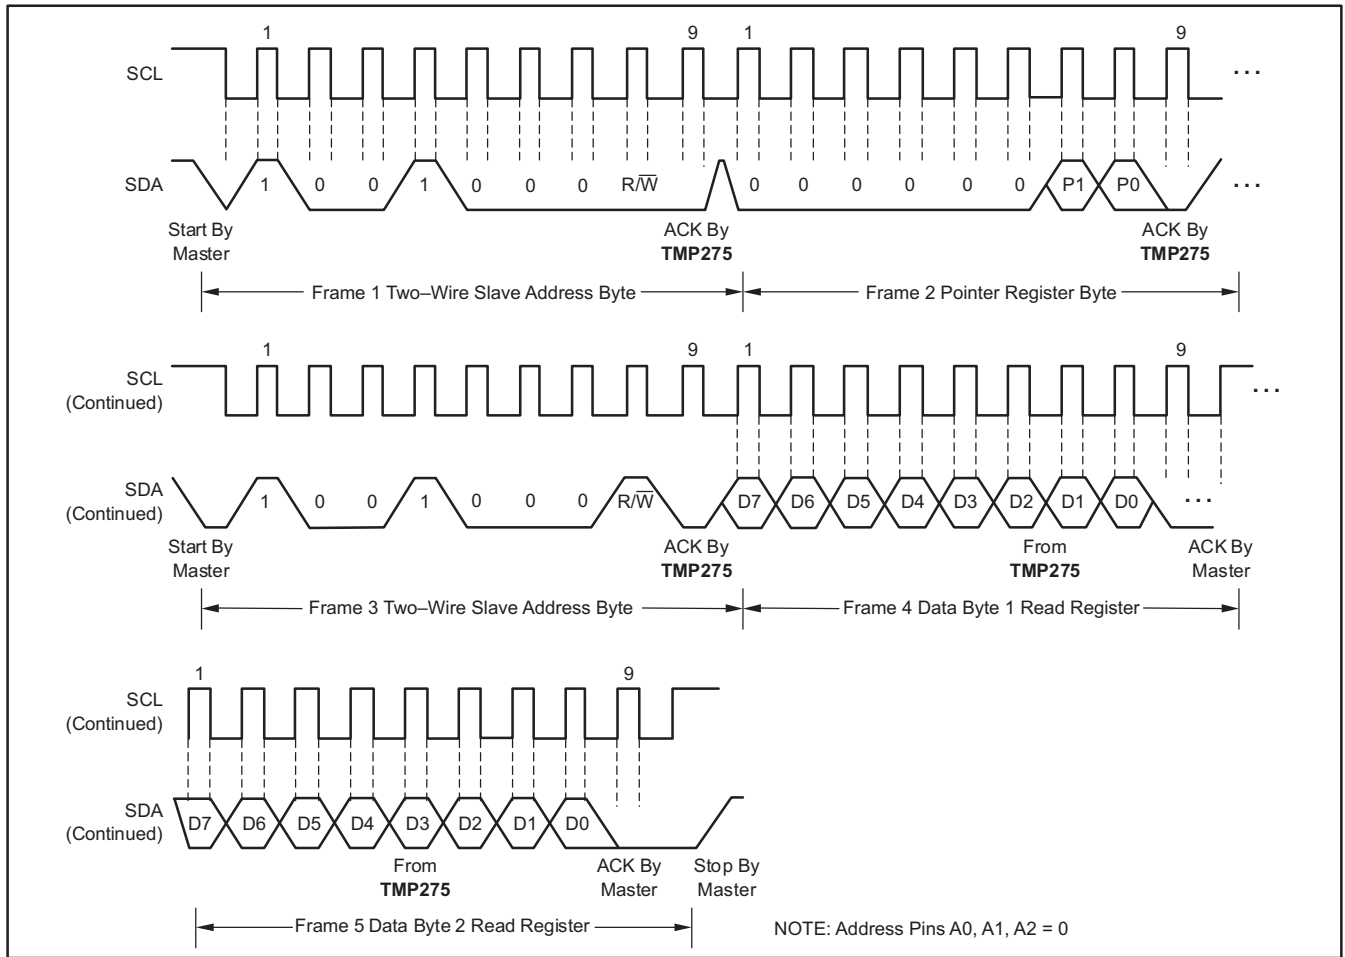 1 9 1 9
SCL ...
SDA 1 0 0 1 0 0 0 R/W̅ 0 0 0 0 0 0 P1 P0 ...
Start By Master
ACK By TMP275
ACK By TMP275
Frame 1 Two–Wire Slave Address Byte
Frame 2 Pointer Register Byte
1 9 1 9
SCL (Continued) ...
SDA (Continued) 1 0 0 1 0 0 0 R/W̅ D7 D6 D5 D4 D3 D2 D1 D0 ...
Start By Master
ACK By TMP275
From TMP275
ACK By Master
Frame 3 Two–Wire Slave Address Byte
Frame 4 Data Byte 1 Read Register
1 9
SCL (Continued)
SDA (Continued) D7 D6 D5 D4 D3 D2 D1 D0
From TMP275
ACK By Master
Stop By Master
Frame 5 Data Byte 2 Read Register
NOTE: Address Pins A0, A1, A2 = 0